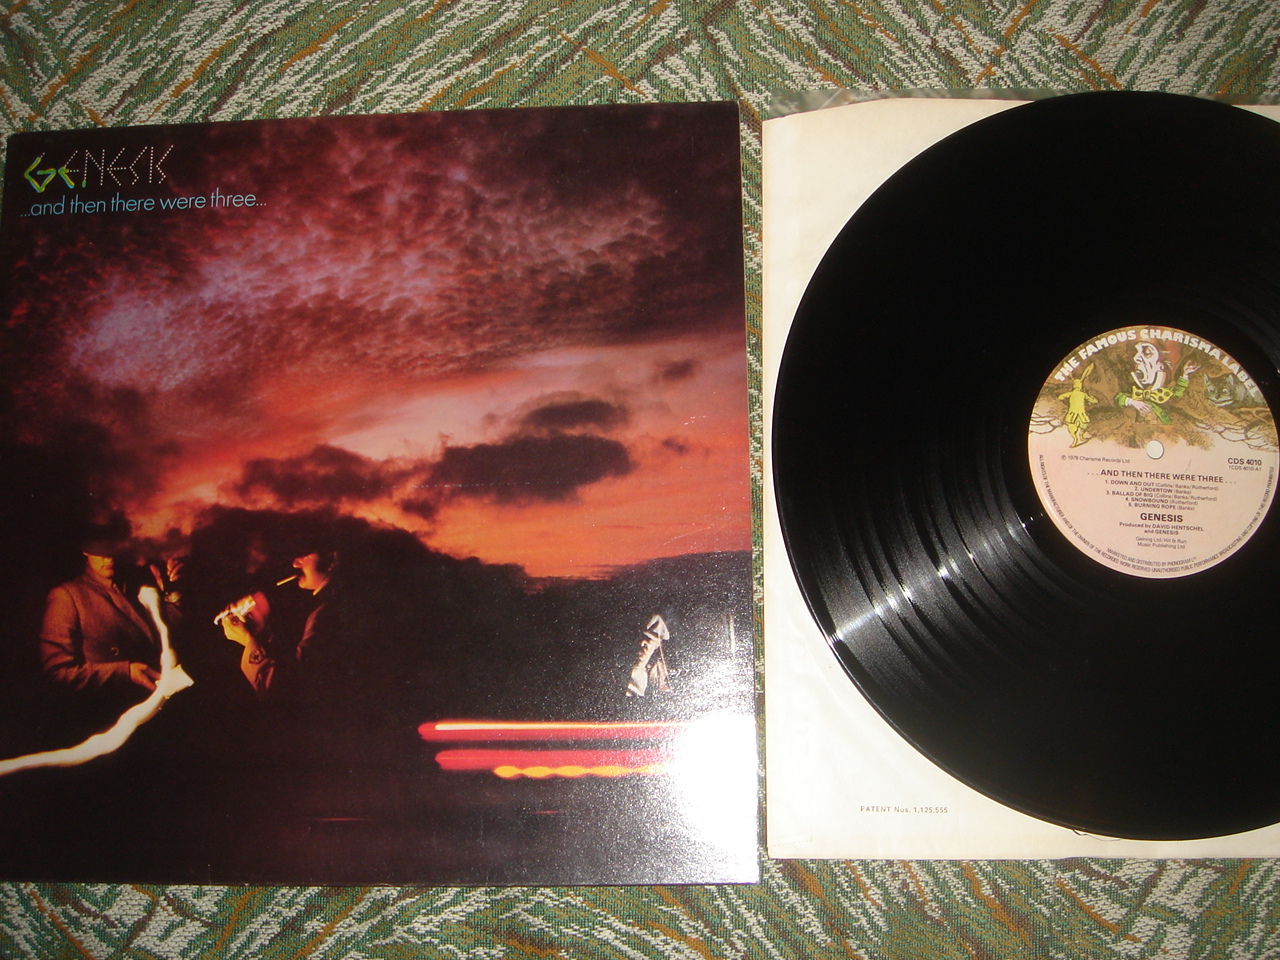 GENESIS
...and then there were three...
THE FAMOUS CHARISMA LABEL
℗ 1978 Charisma Records Ltd
CDS 4010
. . . AND THEN THERE WERE THREE . . .
1. DOWN AND OUT (Collins/Banks/Rutherford)
2. UNDERTOW (Banks)
3. BALLAD OF BIG (Collins/Banks/Rutherford)
4. SNOWBOUND (Rutherford)
5. BURNING ROPE (Banks)
GENESIS
Produced by DAVID HENTSCHEL
and GENESIS
Music Publishing Ltd
PATENT Nos. 1,125,555